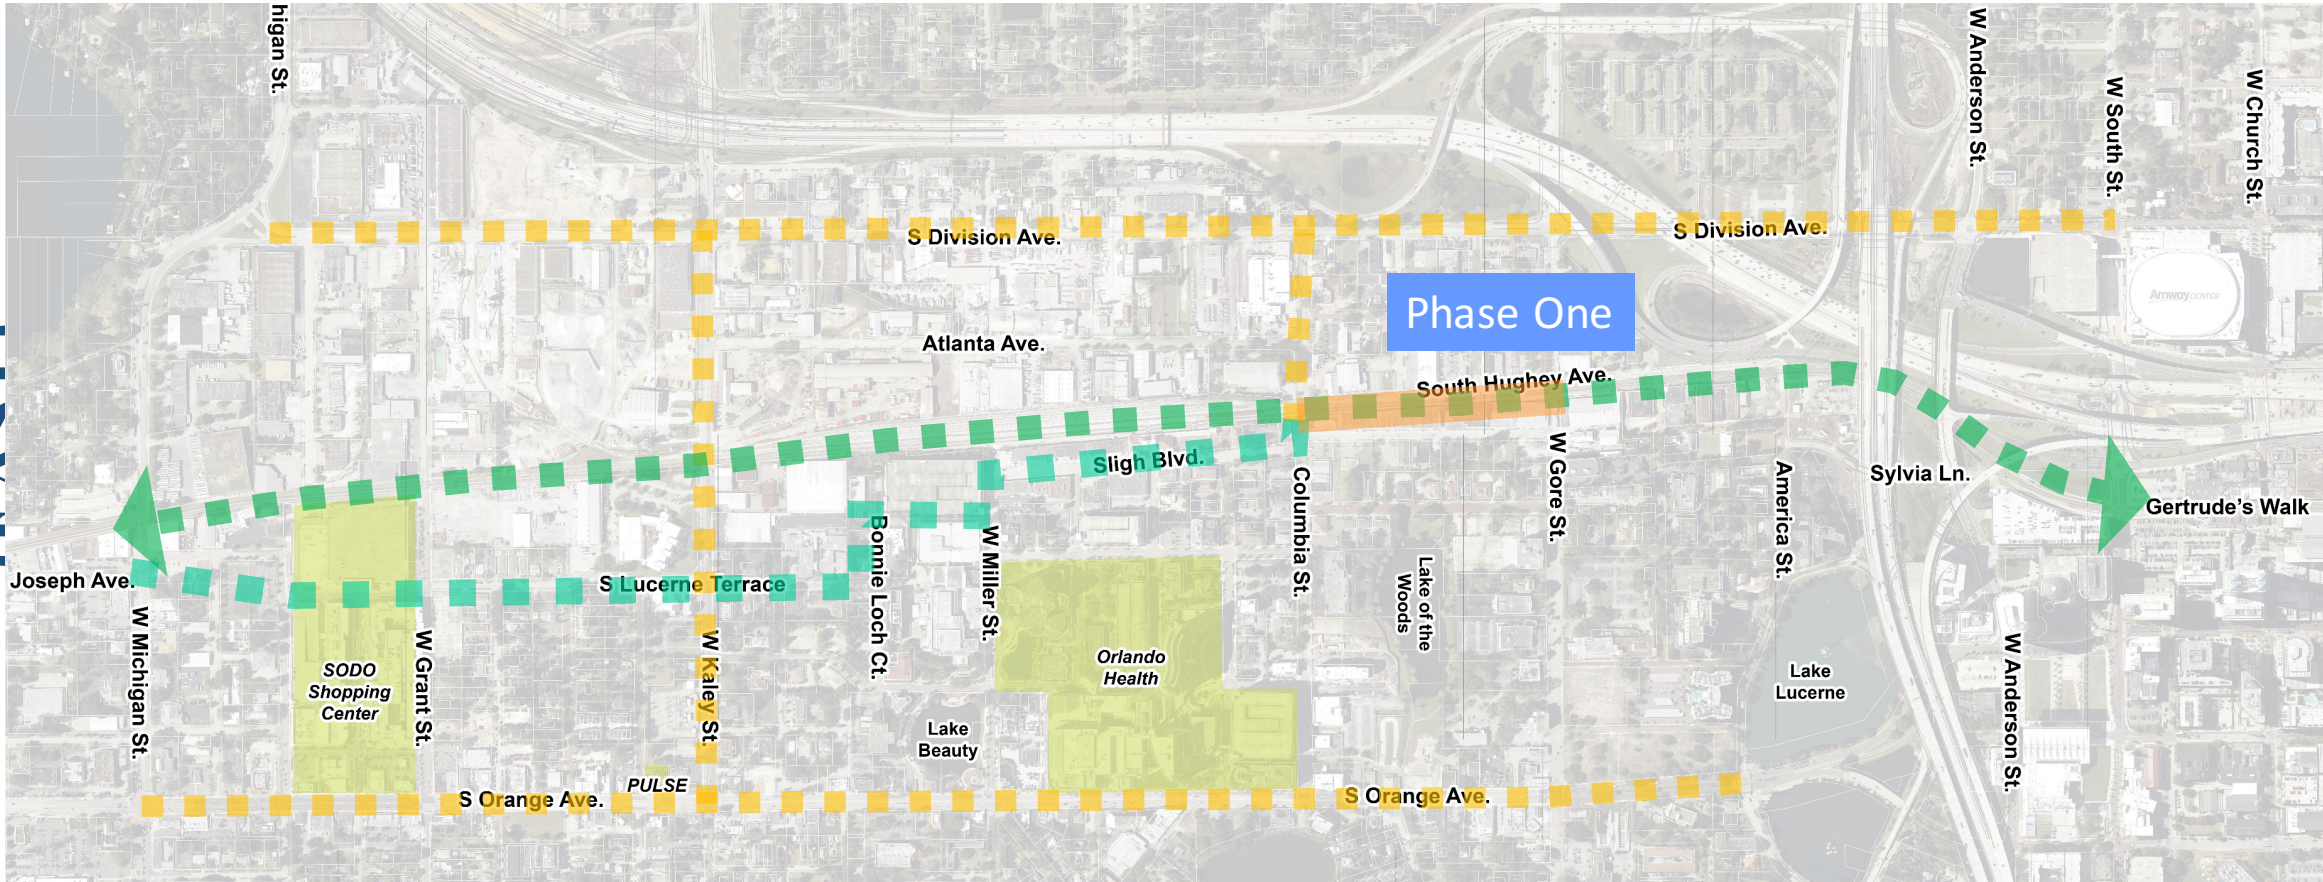 higan St.
W Anderson St.
W South St.
W Church St.
S Division Ave.
S Division Ave.
Amway CENTER
Phase One
Atlanta Ave.
South Hughey Ave.
Sligh Blvd.
Columbia St.
W Gore St.
America St.
Sylvia Ln.
Gertrude's Walk
Joseph Ave.
S Lucerne Terrace
Bonnie Loch Ct.
W Miller St.
Lake of the
Woods
W Michigan St.
SODO
Shopping
Center
W Grant St.
W Kaley St.
Orlando
Health
Lake
Beauty
Lake
Lucerne
W Anderson St.
PULSE
S Orange Ave.
S Orange Ave.